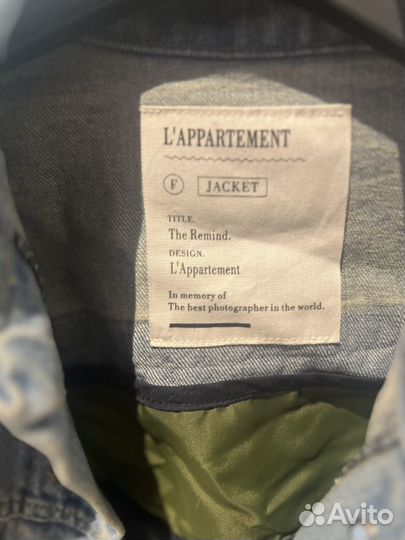 L'APPARTEMENT
F JACKET
TITLE.
The Remind.
DESIGN.
L'Appartement
In memory of
The best photographer in the world.
Avito